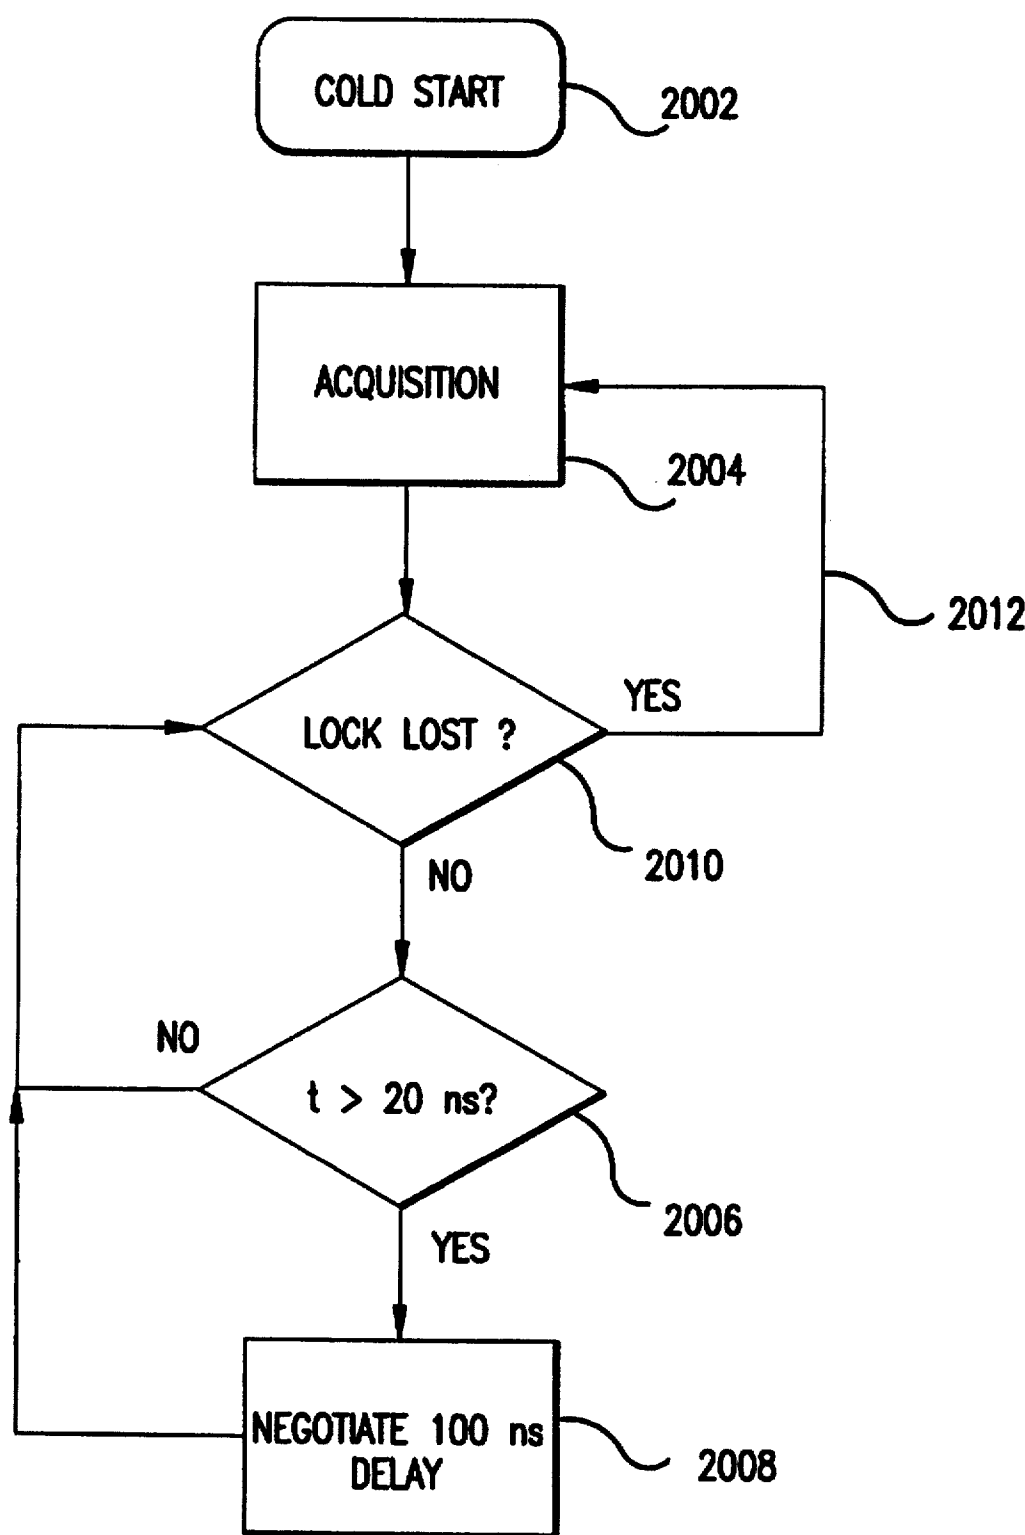 COLD START
2002
ACQUISITION
2004
2012
YES
LOCK LOST ?
2010
NO
NO
t > 20 ns?
2006
YES
NEGOTIATE 100 ns
DELAY
2008